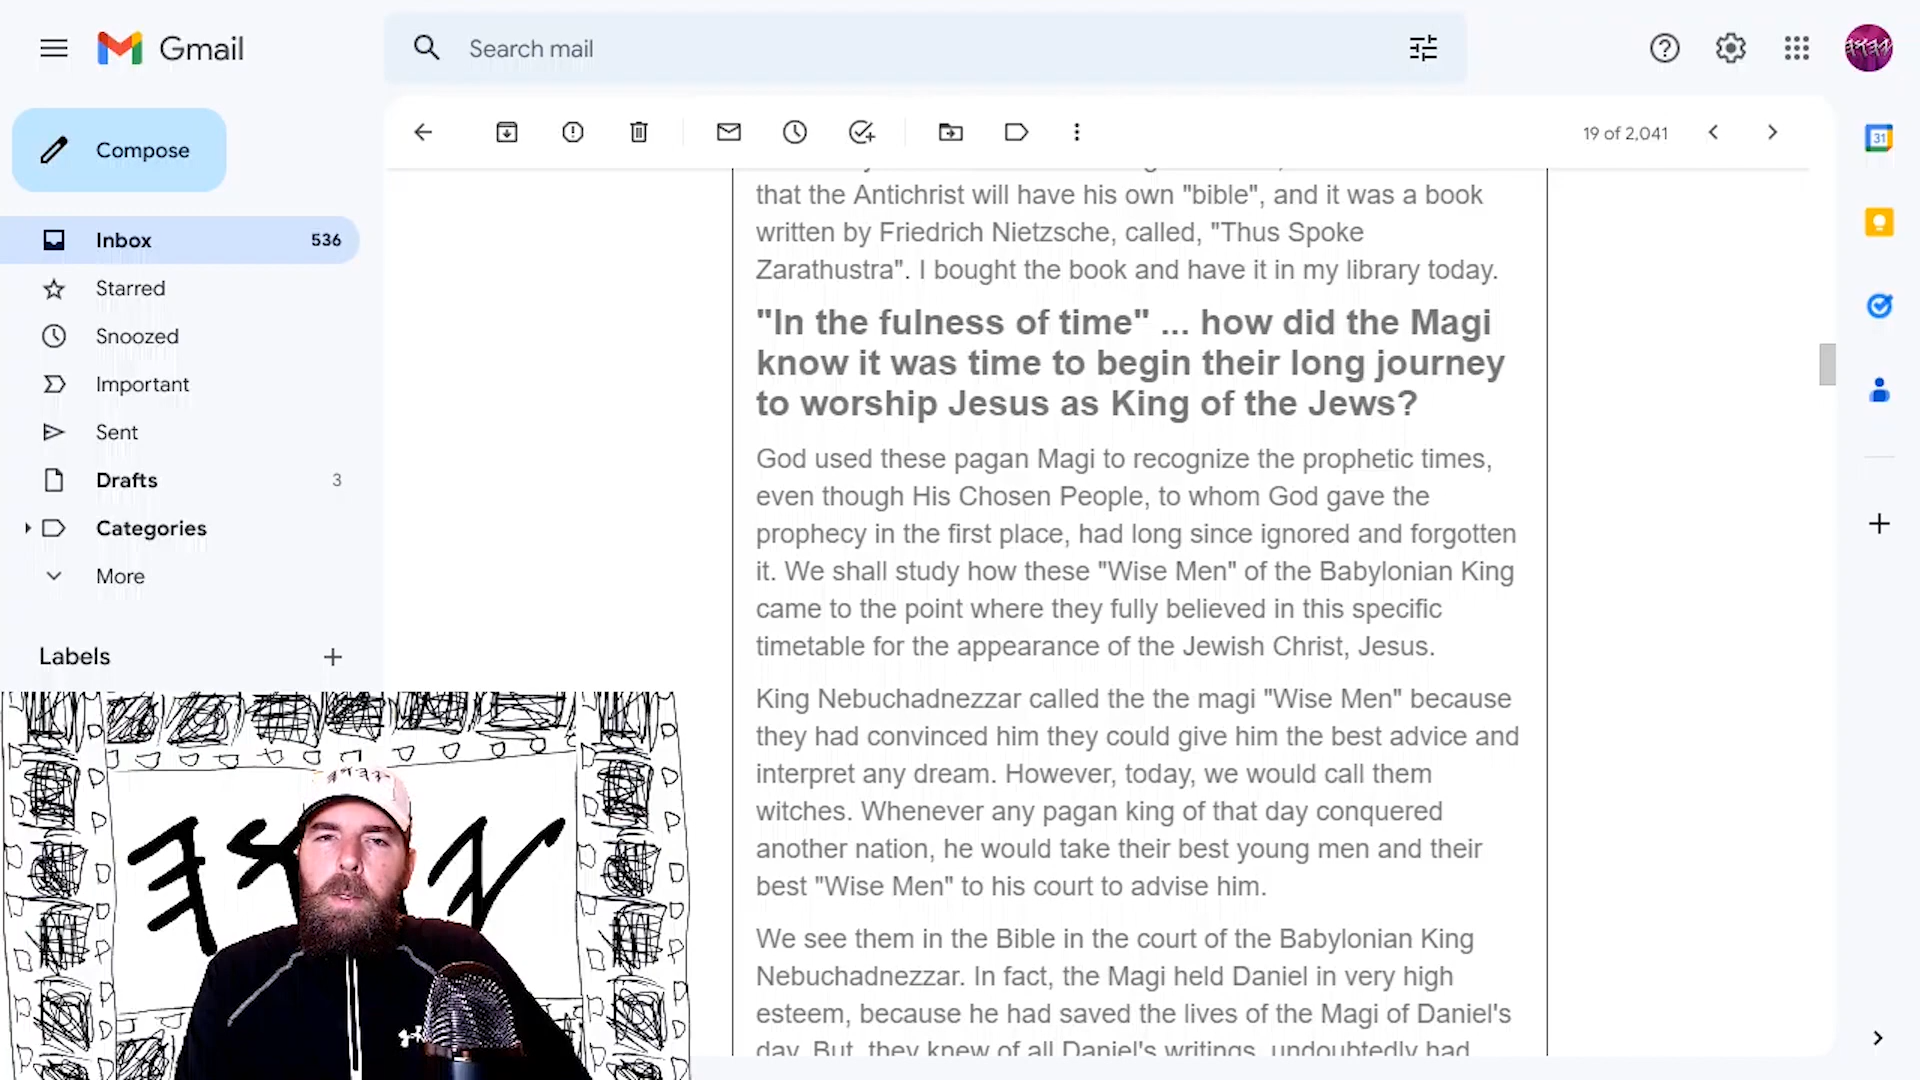 Gmail
Search mail
Compose
19 of 2,041
Inbox 536
Starred
Snoozed
Important
Sent
Drafts 3
Categories
More
Labels
31
that the Antichrist will have his own "bible", and it was a book
written by Friedrich Nietzsche, called, "Thus Spoke
Zarathustra". I bought the book and have it in my library today.
"In the fulness of time" ... how did the Magi
know it was time to begin their long journey
to worship Jesus as King of the Jews?
God used these pagan Magi to recognize the prophetic times,
even though His Chosen People, to whom God gave the
prophecy in the first place, had long since ignored and forgotten
it. We shall study how these "Wise Men" of the Babylonian King
came to the point where they fully believed in this specific
timetable for the appearance of the Jewish Christ, Jesus.
King Nebuchadnezzar called the the magi "Wise Men" because
they had convinced him they could give him the best advice and
interpret any dream. However, today, we would call them
witches. Whenever any pagan king of that day conquered
another nation, he would take their best young men and their
best "Wise Men" to his court to advise him.
We see them in the Bible in the court of the Babylonian King
Nebuchadnezzar. In fact, the Magi held Daniel in very high
esteem, because he had saved the lives of the Magi of Daniel's
day. But, they knew of all Daniel's writings, undoubtedly had